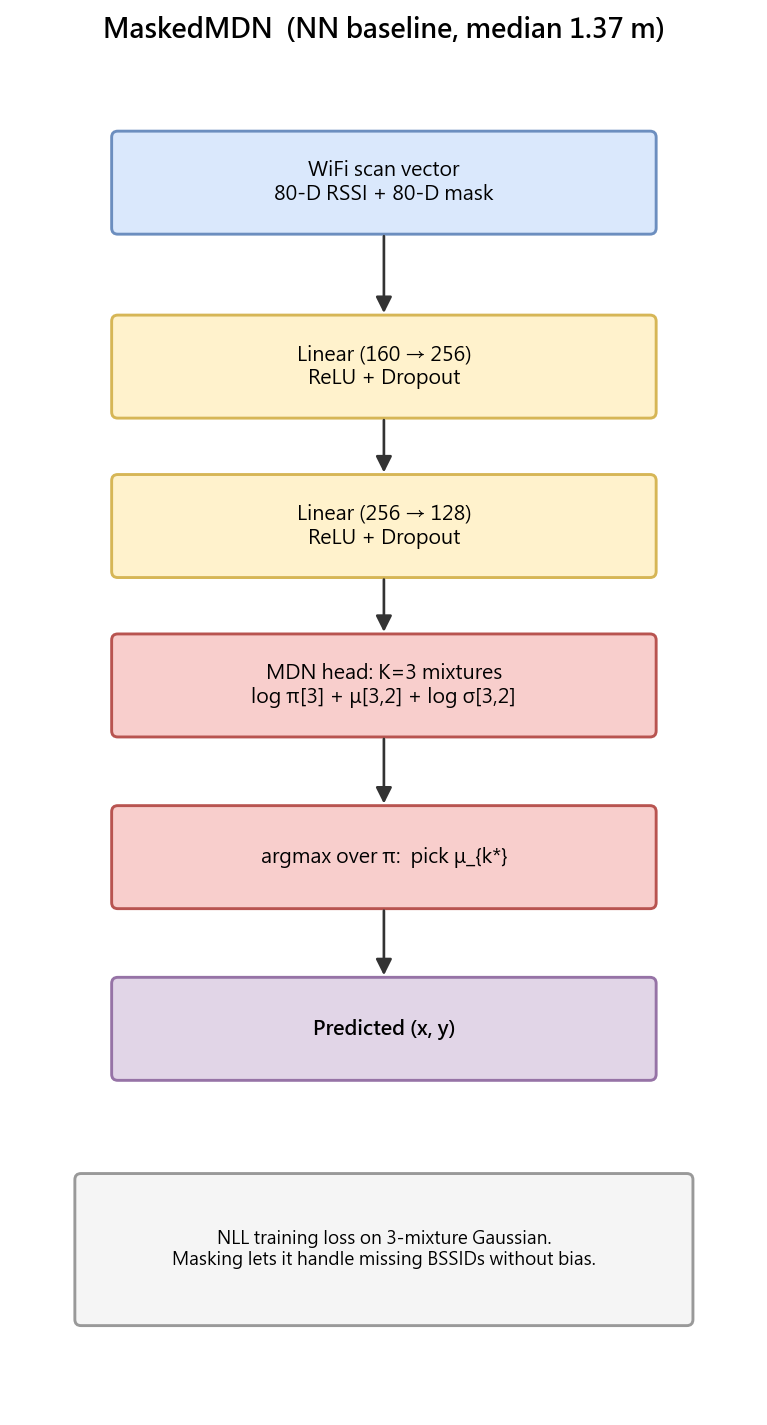 MaskedMDN  (NN baseline, median 1.37 m)
WiFi scan vector
80-D RSSI + 80-D mask
Linear (160 → 256)
ReLU + Dropout
Linear (256 → 128)
ReLU + Dropout
MDN head: K=3 mixtures
log π[3] + μ[3,2] + log σ[3,2]
argmax over π:  pick μ_{k*}
Predicted (x, y)
NLL training loss on 3-mixture Gaussian.
Masking lets it handle missing BSSIDs without bias.